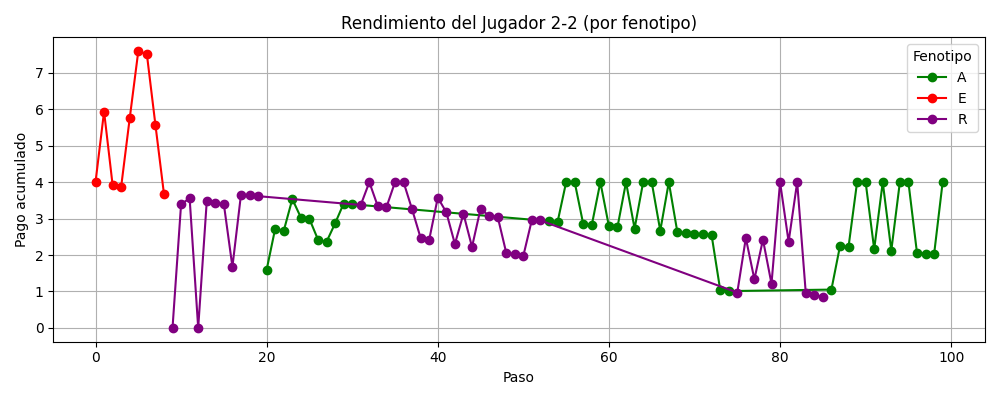 Rendimiento del Jugador 2-2 (por fenotipo)
Pago acumulado
7
6
5
4
3
2
1
0
0 20 40 60 80 100
Paso
Fenotipo
A
E
R